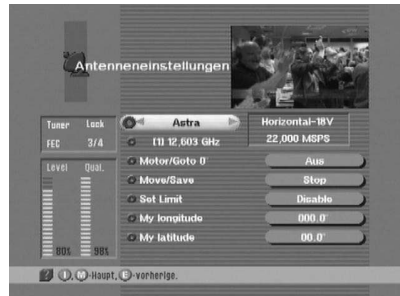 Antenneneinstellungen
Tuner Lock
FEC 3/4
Level Qual.
80% 98%
Astra Horizontal-18V
(1) 12,603 GHz 22,000 MSPS
Motor/Goto 0° Aus
Move/Save Stop
Set Limit Disable
My longitude 000.0°
My latitude 00.0°
?, I, M-Haupt, E-vorherige.